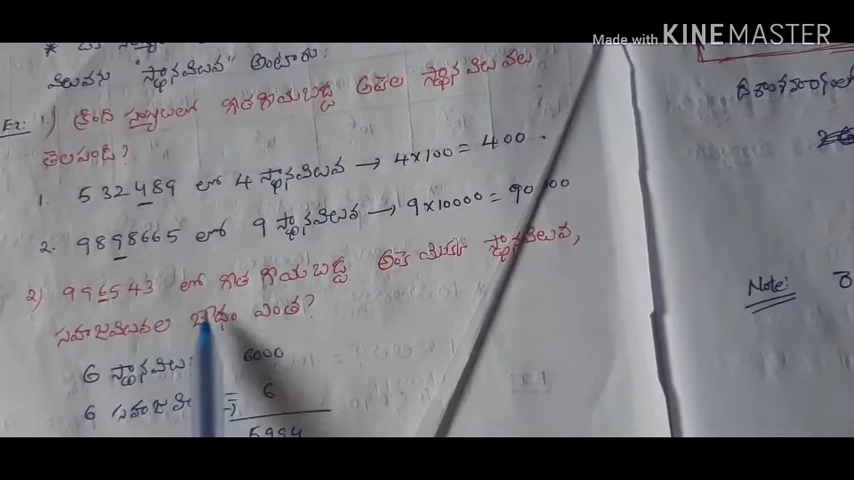 Made with KINEMASTER
విలువను "స్థానవిలువ" అంటారు.
Ex: 1) క్రింది సంఖ్యలలో గీత గీయబడ్డ అంకెల స్థాన విలువలు
తెలపండి?
1. 532489 లో 4 స్థానవిలువ → 4×100 = 400.
2. 9898665 లో 9 స్థానవిలువ → 9×10000 = 90000
2) 996543 లో గీత గీయబడ్డ అంకె యొక్క స్థానవిలువ,
సహజవిలువల భేదం ఎంత?
6 స్థానవిలు 6000
6 సహజవి = 6
5994
Note: